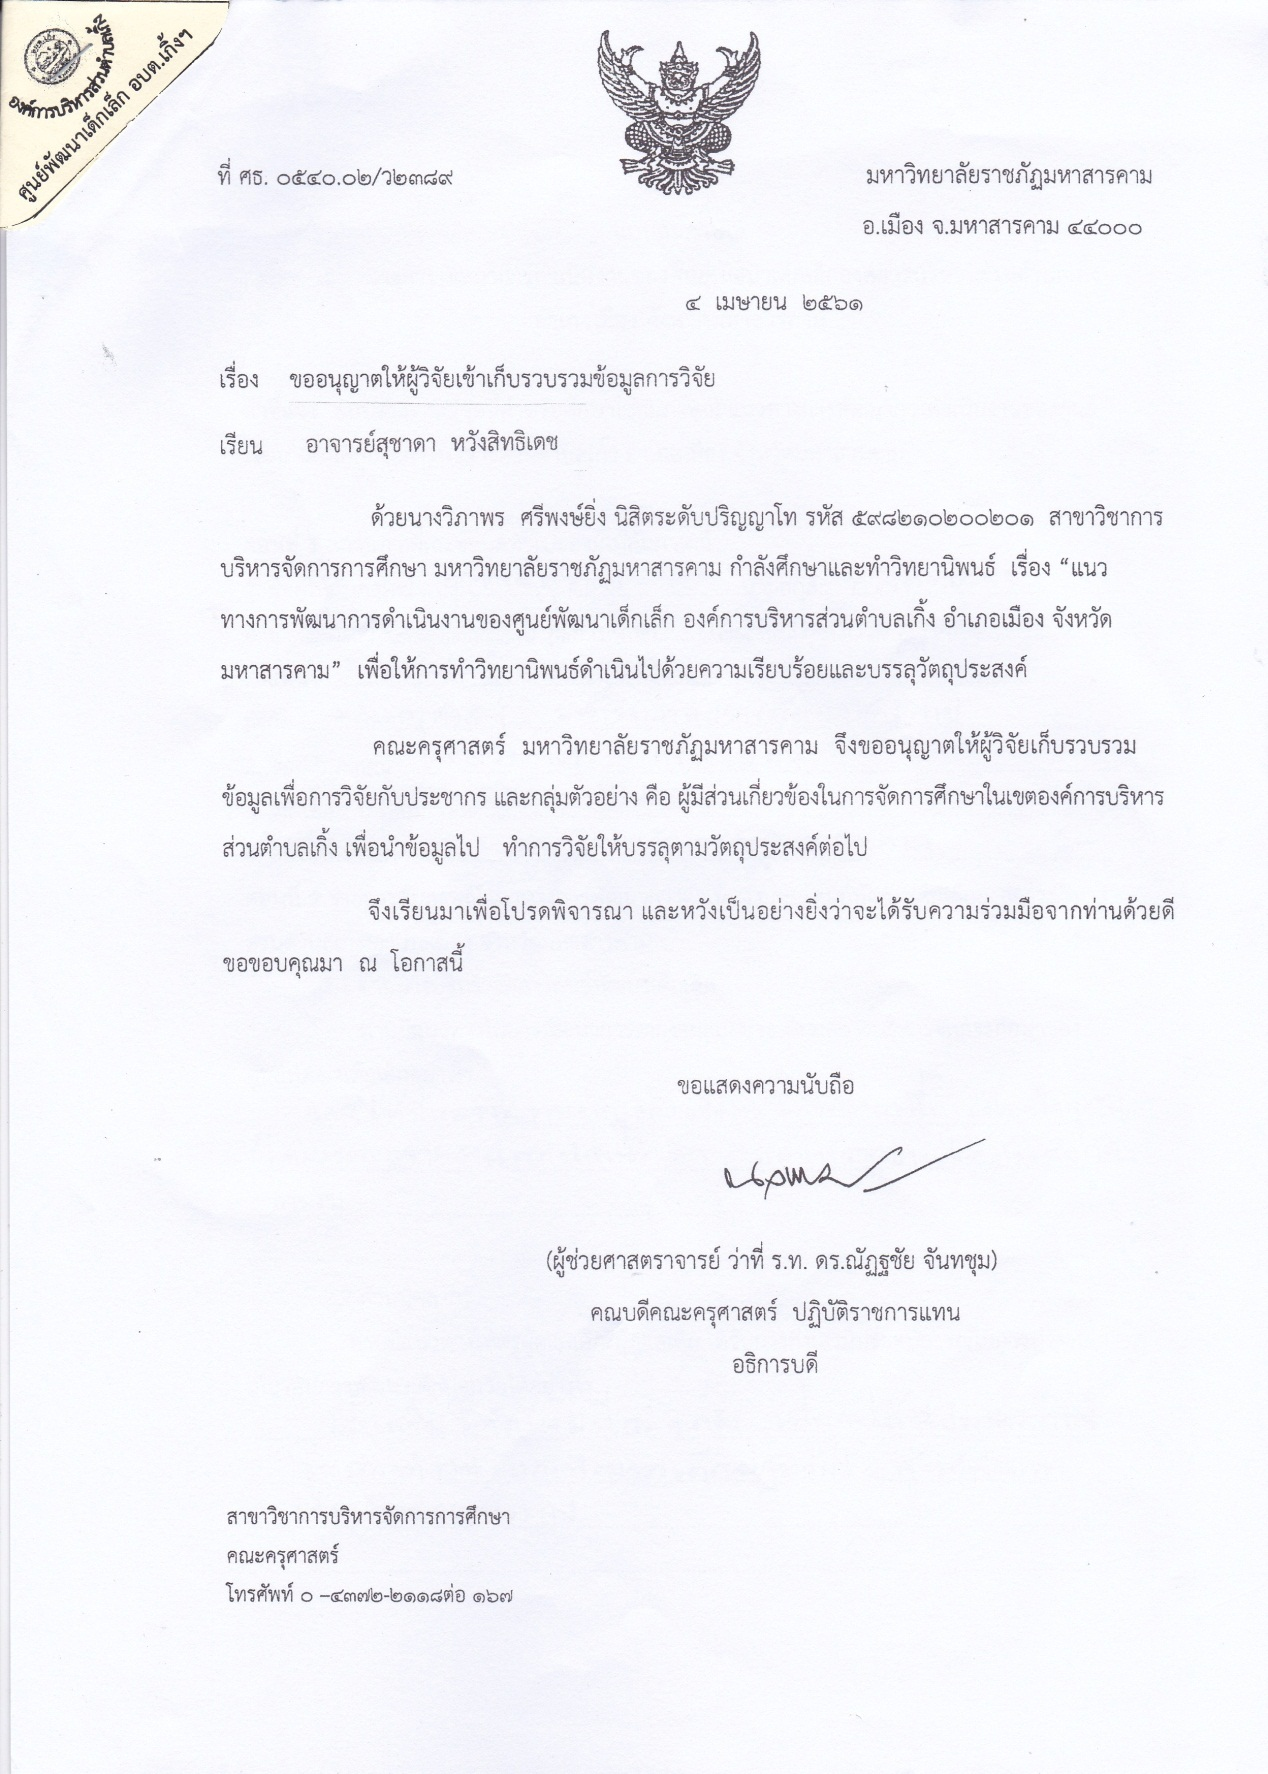 องค์การบริหารส่วนตำบลเกิ้ง
ศูนย์พัฒนาเด็กเล็ก อบต.เกิ้งฯ
ที่ ศธ. ๐๕๔๐.๐๒/ว๒๓๘๙
มหาวิทยาลัยราชภัฏมหาสารคาม
อ.เมือง จ.มหาสารคาม ๔๔๐๐๐
๔ เมษายน ๒๕๖๑
เรื่อง ขออนุญาตให้ผู้วิจัยเข้าเก็บรวบรวมข้อมูลการวิจัย
เรียน อาจารย์สุชาดา หวังสิทธิเดช
ด้วยนางวิภาพร ศรีพงษ์ยิ่ง นิสิตระดับปริญญาโท รหัส ๕๙๘๒๑๐๒๐๐๒๐๑ สาขาวิชาการ
บริหารจัดการการศึกษา มหาวิทยาลัยราชภัฏมหาสารคาม กำลังศึกษาและทำวิทยานิพนธ์ เรื่อง “แนว
ทางการพัฒนาการดำเนินงานของศูนย์พัฒนาเด็กเล็ก องค์การบริหารส่วนตำบลเกิ้ง อำเภอเมือง จังหวัด
มหาสารคาม” เพื่อให้การทำวิทยานิพนธ์ดำเนินไปด้วยความเรียบร้อยและบรรลุวัตถุประสงค์
คณะครุศาสตร์ มหาวิทยาลัยราชภัฏมหาสารคาม จึงขออนุญาตให้ผู้วิจัยเก็บรวบรวม
ข้อมูลเพื่อการวิจัยกับประชากร และกลุ่มตัวอย่าง คือ ผู้มีส่วนเกี่ยวข้องในการจัดการศึกษาในเขตองค์การบริหาร
ส่วนตำบลเกิ้ง เพื่อนำข้อมูลไป ทำการวิจัยให้บรรลุตามวัตถุประสงค์ต่อไป
จึงเรียนมาเพื่อโปรดพิจารณา และหวังเป็นอย่างยิ่งว่าจะได้รับความร่วมมือจากท่านด้วยดี
ขอขอบคุณมา ณ โอกาสนี้
ขอแสดงความนับถือ
(ผู้ช่วยศาสตราจารย์ ว่าที่ ร.ท. ดร.ณัฏฐชัย จันทชุม)
คณบดีคณะครุศาสตร์ ปฏิบัติราชการแทน
อธิการบดี
สาขาวิชาการบริหารจัดการการศึกษา
คณะครุศาสตร์
โทรศัพท์ ๐ –๔๓๗๒-๒๑๑๘ต่อ ๑๖๗